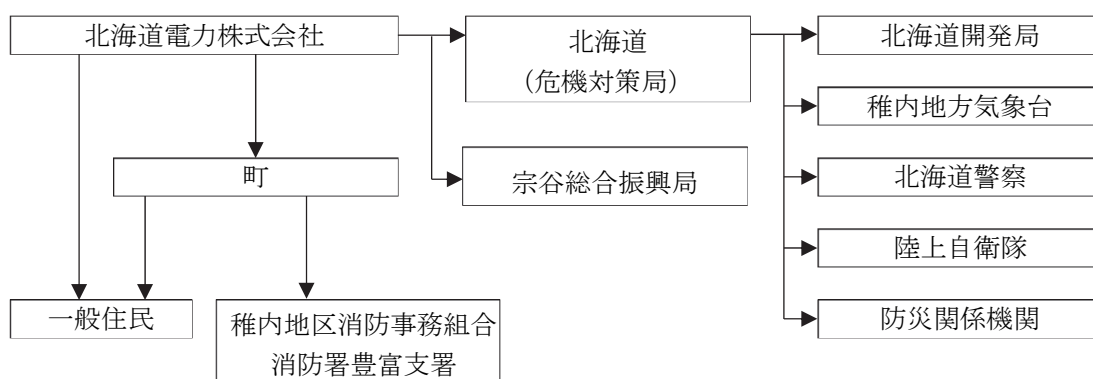 北海道電力株式会社
北海道
（危機対策局）
北海道開発局
稚内地方気象台
町
宗谷総合振興局
北海道警察
陸上自衛隊
一般住民
稚内地区消防事務組合
消防署豊富支署
防災関係機関